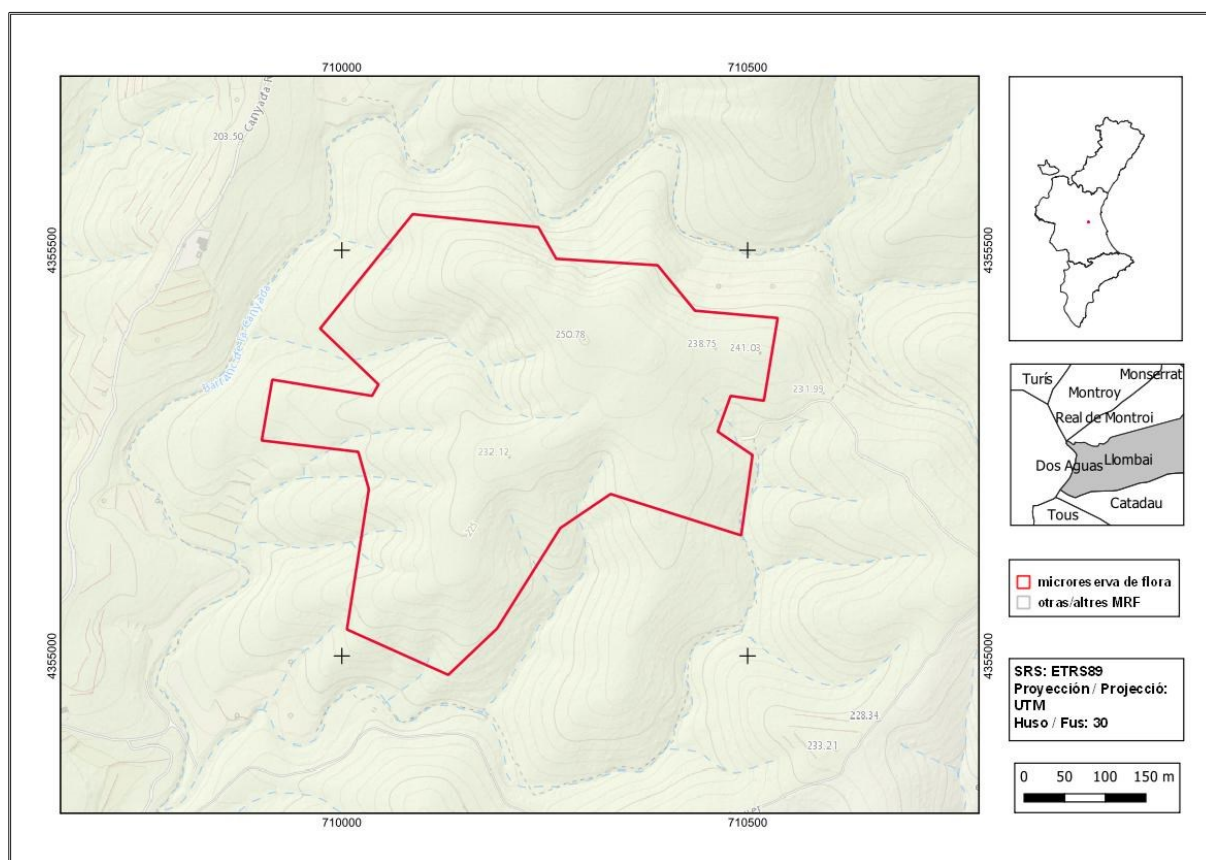 710000
710500
4355500
4355500
203.50
Canyada R
Barranc de la Canyada
250.78
238.75
241.03
231.99
232.12
221
4355000
4355000
228.34
233.21
710000
710500
Turís
Monserrat
Montroy
Real de Montroi
Dos Aguas
Llombai
Catadau
Tous
microreserva de flora
otras/altres MRF
SRS: ETRS89
Proyección / Projecció:
UTM
Huso / Fus: 30
0 50 100 150 m